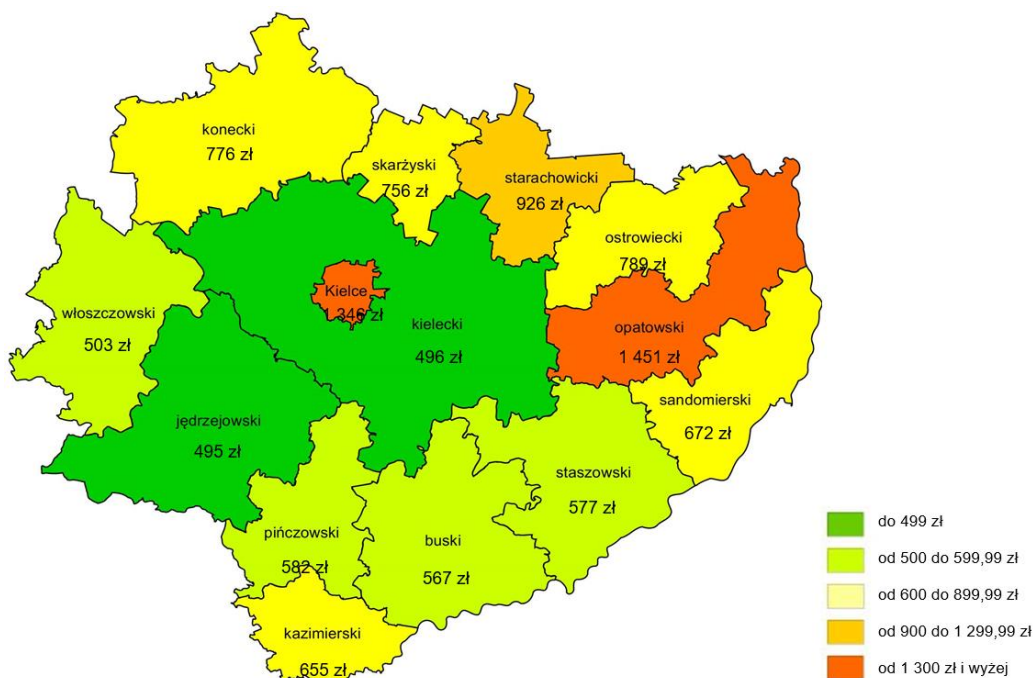 konecki
776 zł
skarżyski
756 zł
starachowicki
926 zł
ostrowiecki
789 zł
Kielce
1 346 zł
włoszczowski
503 zł
kielecki
496 zł
opatowski
1 451 zł
sandomierski
672 zł
jędrzejowski
495 zł
staszowski
577 zł
pińczowski
582 zł
buski
567 zł
kazimierski
655 zł
do 499 zł
od 500 do 599,99 zł
od 600 do 899,99 zł
od 900 do 1 299,99 zł
od 1 300 zł i wyżej